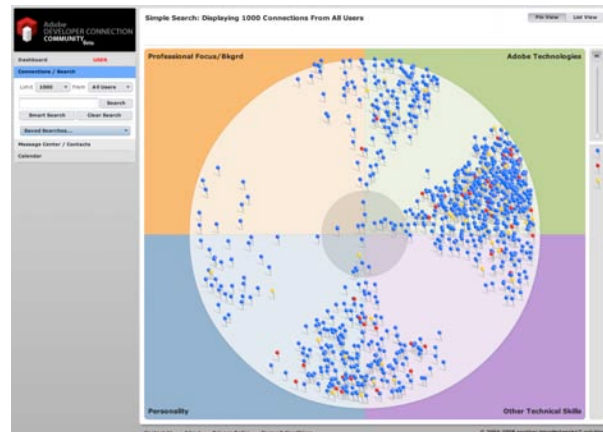 Adobe
DEVELOPER CONNECTION
COMMUNITY Beta
Simple Search: Displaying 1000 Connections From All Users
Pin View
List View
Dashboard
Connections / Search
Limit 1000 From All Users
Search
Smart Search
Clear Search
Saved Searches...
Message Center / Contacts
Calendar
Professional Focus/Bkgrd
Adobe Technologies
Personality
Other Technical Skills